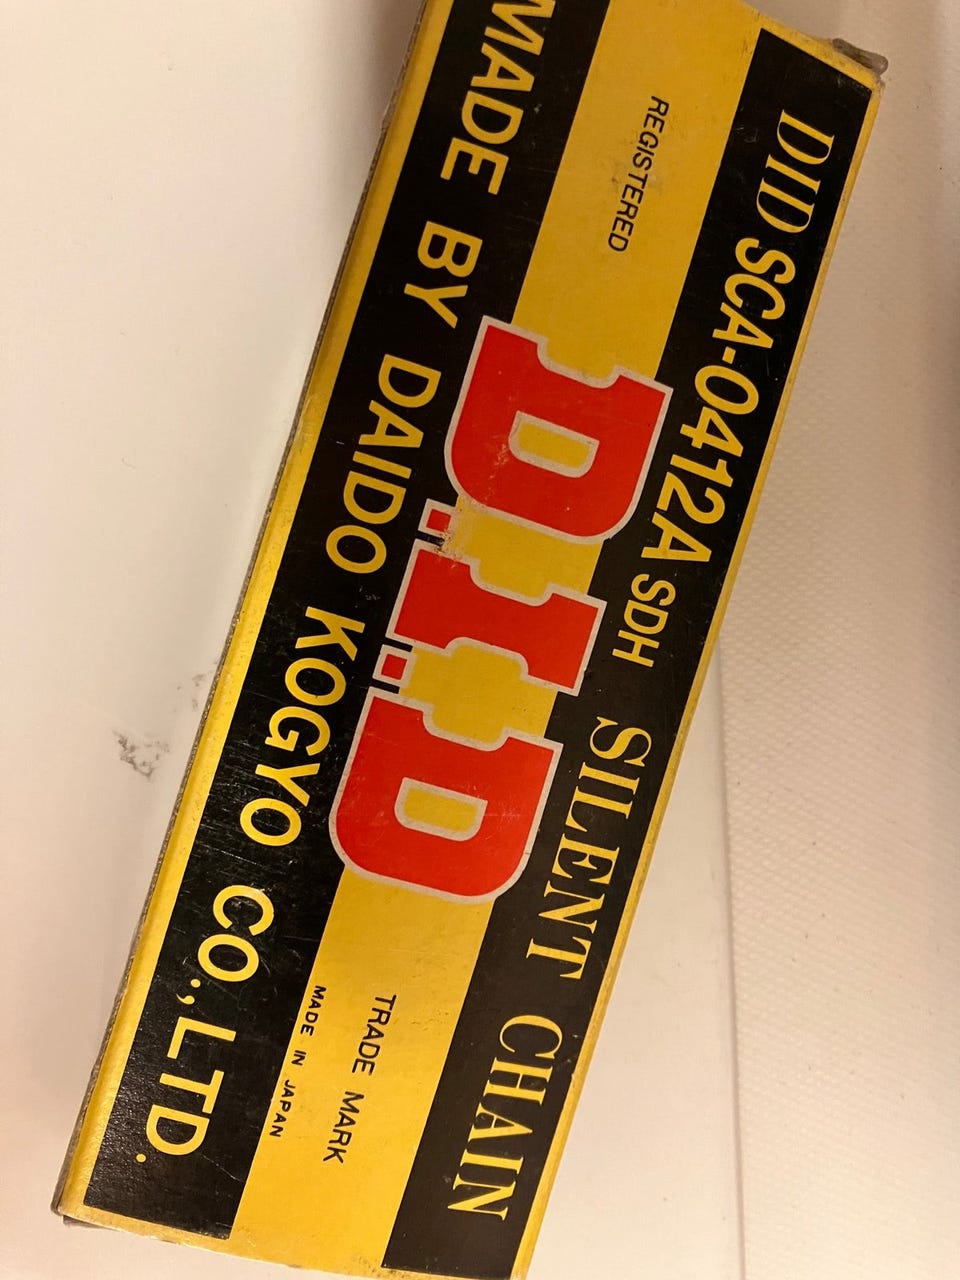 DID SCA-0412A SDH SILENT CHAIN
REGISTERED
D.I.D
TRADE MARK
MADE IN JAPAN
MADE BY DAIDO KOGYO CO., LTD.